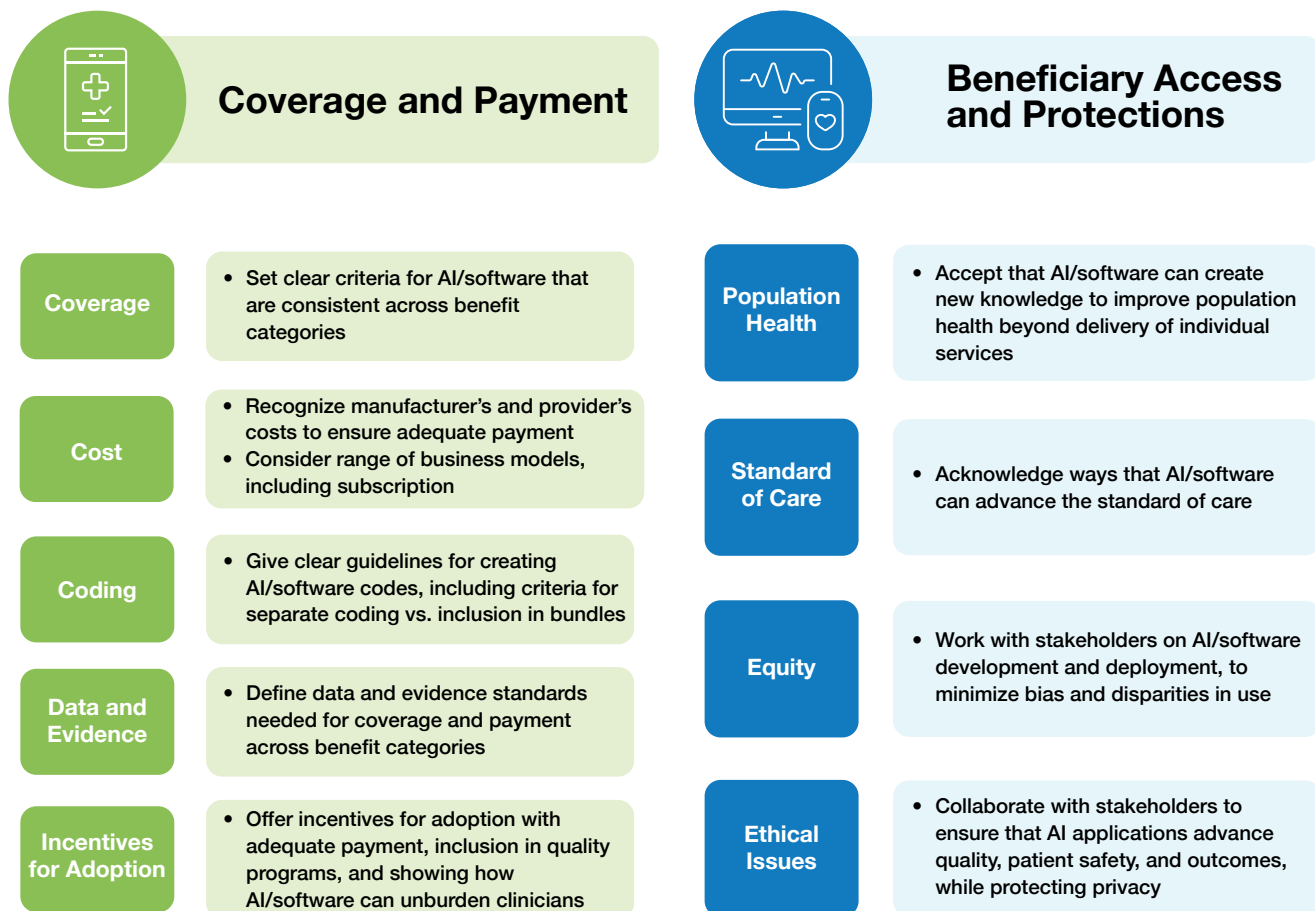 Coverage and Payment
Coverage
• Set clear criteria for AI/software that
are consistent across benefit
categories
Cost
• Recognize manufacturer’s and provider’s
costs to ensure adequate payment
• Consider range of business models,
including subscription
Coding
• Give clear guidelines for creating
AI/software codes, including criteria for
separate coding vs. inclusion in bundles
Data and
Evidence
• Define data and evidence standards
needed for coverage and payment
across benefit categories
Incentives
for Adoption
• Offer incentives for adoption with
adequate payment, inclusion in quality
programs, and showing how
AI/software can unburden clinicians
Beneficiary Access
and Protections
Population
Health
• Accept that AI/software can create
new knowledge to improve population
health beyond delivery of individual
services
Standard
of Care
• Acknowledge ways that AI/software
can advance the standard of care
Equity
• Work with stakeholders on AI/software
development and deployment, to
minimize bias and disparities in use
Ethical
Issues
• Collaborate with stakeholders to
ensure that AI applications advance
quality, patient safety, and outcomes,
while protecting privacy